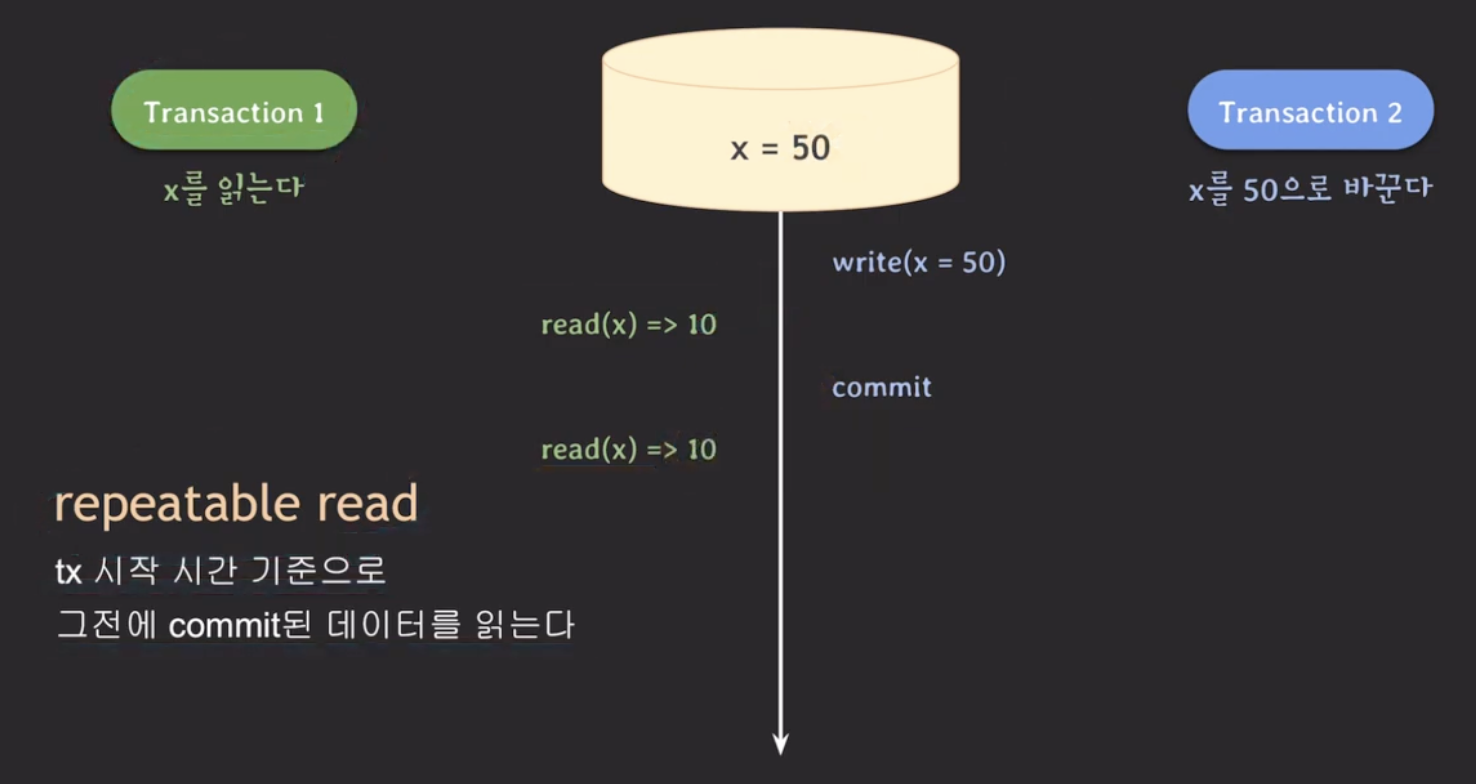 Transaction 1
x를 읽는다
x = 50
Transaction 2
x를 50으로 바꾼다
write(x = 50)
read(x) => 10
commit
read(x) => 10
repeatable read
tx 시작 시간 기준으로
그전에 commit된 데이터를 읽는다